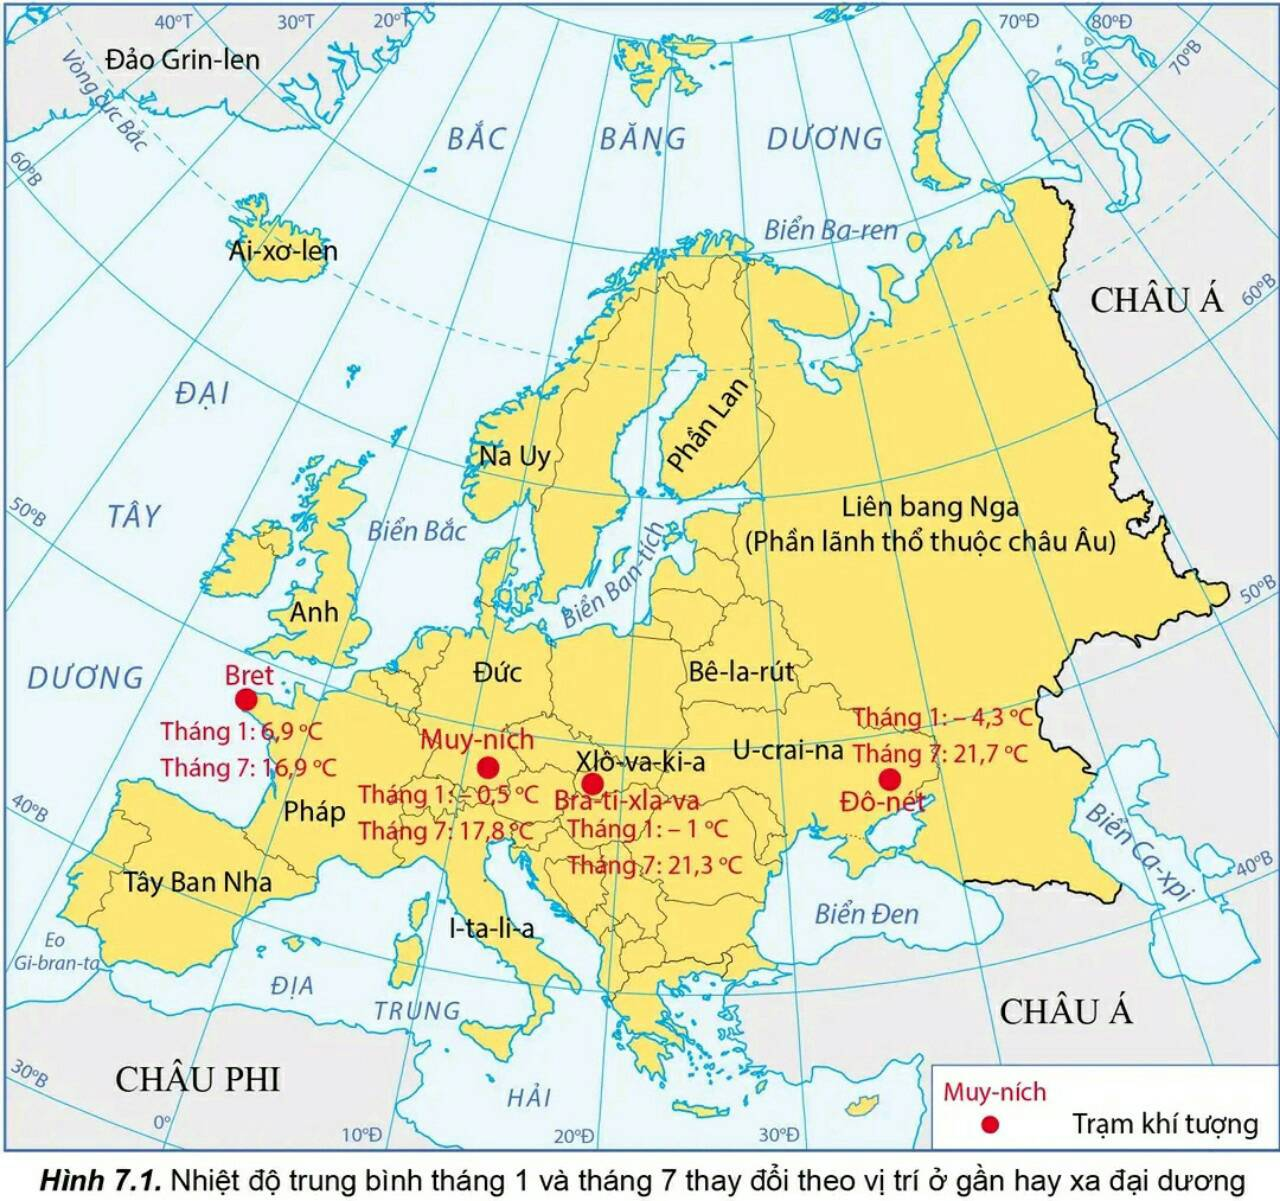 40°T
30°T
20°T
70°Đ
80°Đ
70°B
Đảo Grin-len
Vòng cực Bắc
60°B
BẮC BĂNG DƯƠNG
Biển Ba-ren
Ai-xơ-len
CHÂU Á
60°B
ĐẠI
TÂY
DƯƠNG
Na Uy
Phần Lan
50°B
Biển Bắc
Biển Ban-tích
Liên bang Nga
(Phần lãnh thổ thuộc châu Âu)
50°B
Anh
Đức
Bê-la-rút
Bret
Tháng 1: 6,9 °C
Tháng 7: 16,9 °C
Muy-ních
Tháng 1: – 0,5 °C
Tháng 7: 17,8 °C
Xlô-va-ki-a
Bra-ti-xla-va
Tháng 1: – 1 °C
Tháng 7: 21,3 °C
U-crai-na
Tháng 1: – 4,3 °C
Tháng 7: 21,7 °C
Đô-nét
40°B
Pháp
Tây Ban Nha
I-ta-li-a
Biển Đen
Biển Ca-xpi
40°B
Eo
Gi-bran-ta
ĐỊA
TRUNG
HẢI
CHÂU Á
CHÂU PHI
30°B
0°
10°Đ
20°Đ
30°Đ
Muy-ních
Trạm khí tượng
Hình 7.1. Nhiệt độ trung bình tháng 1 và tháng 7 thay đổi theo vị trí ở gần hay xa đại dương